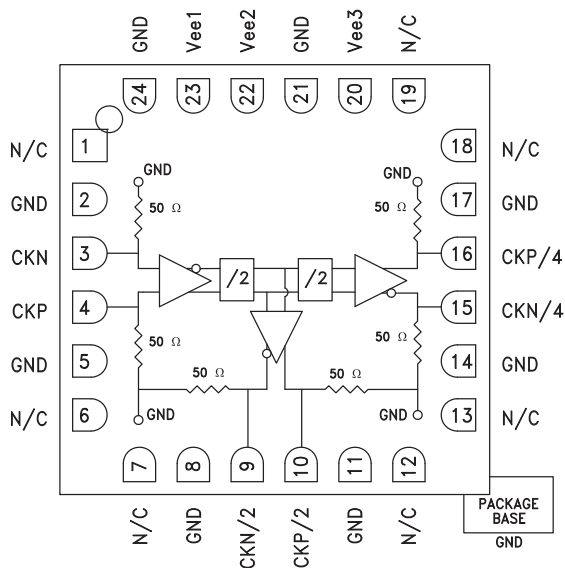 GND Vee1 Vee2 GND Vee3 N/C
24 23 22 21 20 19
N/C 1 18 N/C
GND GND
GND 2 17 GND
50 Ω 50 Ω
CKN 3 16 CKP/4
/2 /2
CKP 4 15 CKN/4
50 Ω 50 Ω
GND 5 14 GND
50 Ω 50 Ω
N/C 6 GND GND 13 N/C
7 8 9 10 11 12
N/C GND CKN/2 CKP/2 GND N/C
PACKAGE
BASE
GND